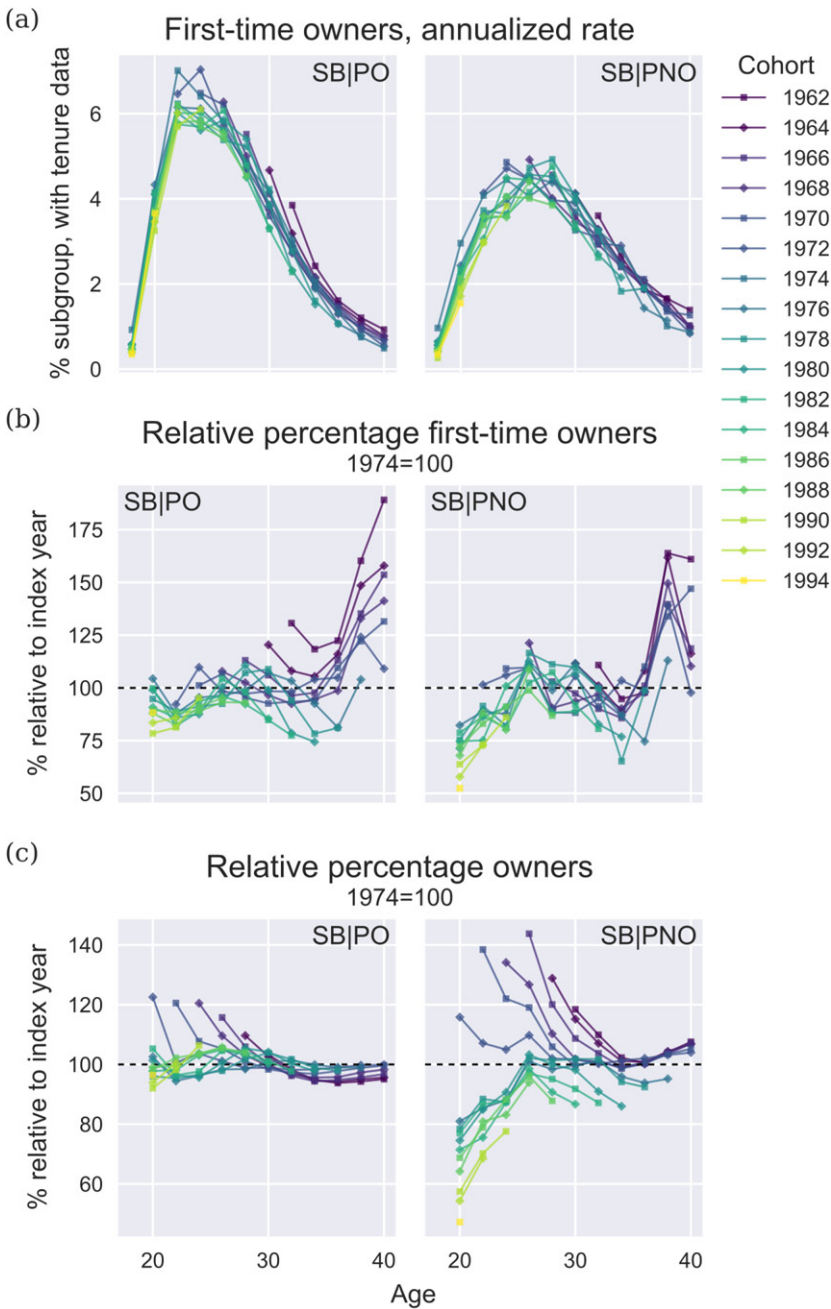 (a)
First-time owners, annualized rate
SB|PO
SB|PNO
% subgroup, with tenure data
6
4
2
0
Cohort
1962
1964
1966
1968
1970
1972
1974
1976
1978
1980
1982
1984
1986
1988
1990
1992
1994
(b)
Relative percentage first-time owners
1974=100
SB|PO
SB|PNO
% relative to index year
175
150
125
100
75
50
(c)
Relative percentage owners
1974=100
SB|PO
SB|PNO
% relative to index year
140
120
100
80
60
20
30
40
20
30
40
Age